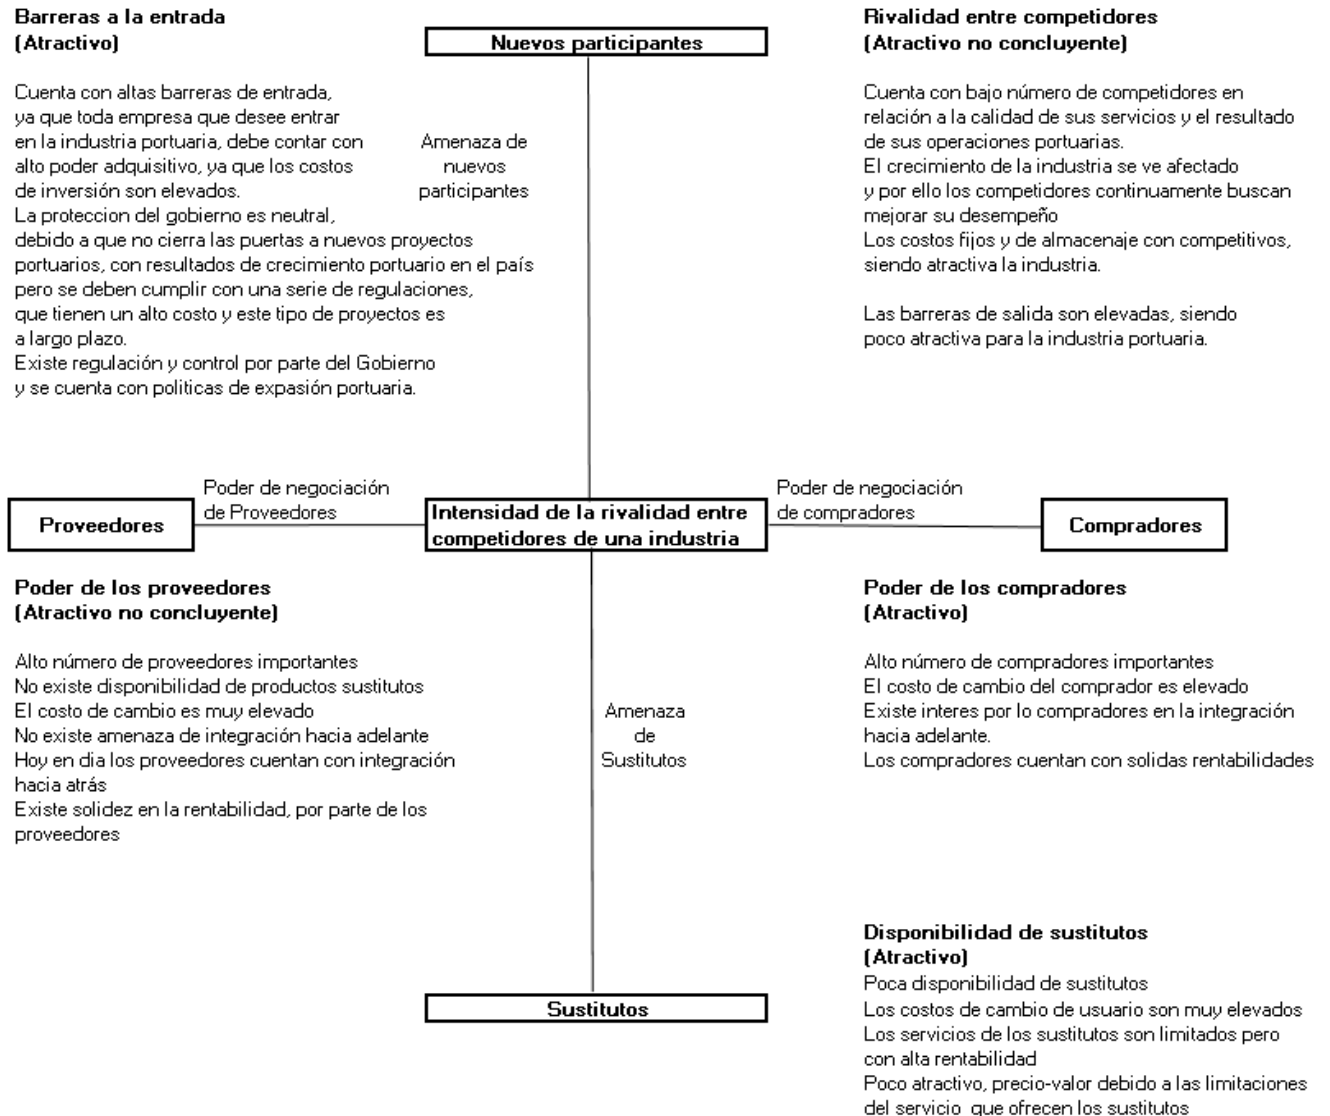 Barreras a la entrada
(Atractivo)
Cuenta con altas barreras de entrada,
ya que toda empresa que desee entrar
en la industria portuaria, debe contar con
alto poder adquisitivo, ya que los costos
de inversión son elevados.
La proteccion del gobierno es neutral,
debido a que no cierra las puertas a nuevos proyectos
portuarios, con resultados de crecimiento portuario en el país
pero se deben cumplir con una serie de regulaciones,
que tienen un alto costo y este tipo de proyectos es
a largo plazo.
Existe regulación y control por parte del Gobierno
y se cuenta con politicas de expasión portuaria.
Nuevos participantes
Amenaza de
nuevos
participantes
Rivalidad entre competidores
(Atractivo no concluyente)
Cuenta con bajo número de competidores en
relación a la calidad de sus servicios y el resultado
de sus operaciones portuarias.
El crecimiento de la industria se ve afectado
y por ello los competidores continuamente buscan
mejorar su desempeño
Los costos fijos y de almacenaje con competitivos,
siendo atractiva la industria.
Las barreras de salida son elevadas, siendo
poco atractiva para la industria portuaria.
Proveedores
Poder de negociación
de Proveedores
Intensidad de la rivalidad entre
competidores de una industria
Poder de negociación
de compradores
Compradores
Poder de los proveedores
(Atractivo no concluyente)
Alto número de proveedores importantes
No existe disponibilidad de productos sustitutos
El costo de cambio es muy elevado
No existe amenaza de integración hacia adelante
Hoy en dia los proveedores cuentan con integración
hacia atrás
Existe solidez en la rentabilidad, por parte de los
proveedores
Amenaza
de
Sustitutos
Poder de los compradores
(Atractivo)
Alto número de compradores importantes
El costo de cambio del comprador es elevado
Existe interes por lo compradores en la integración
hacia adelante.
Los compradores cuentan con solidas rentabilidades
Sustitutos
Disponibilidad de sustitutos
(Atractivo)
Poca disponibilidad de sustitutos
Los costos de cambio de usuario son muy elevados
Los servicios de los sustitutos son limitados pero
con alta rentabilidad
Poco atractivo, precio-valor debido a las limitaciones
del servicio que ofrecen los sustitutos